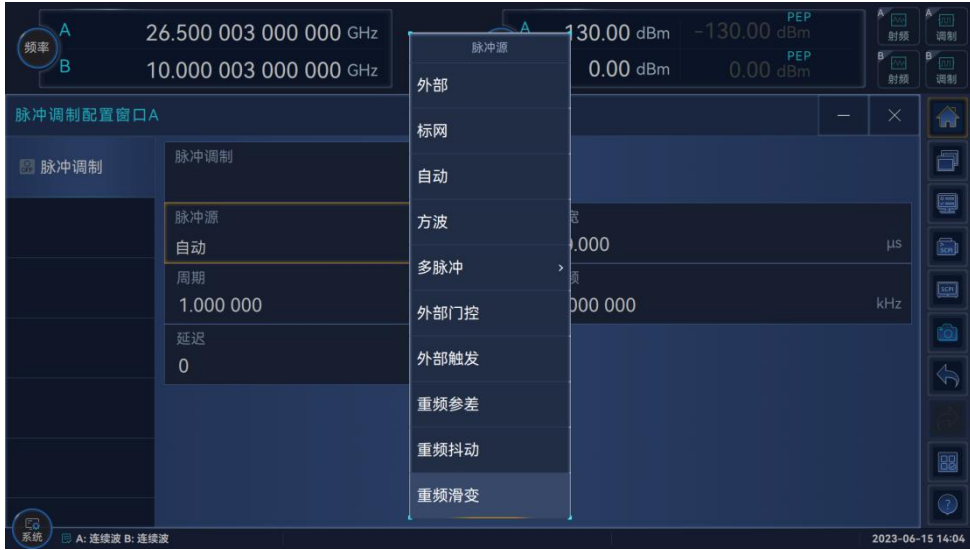 频率
A 26.500 003 000 000 GHz
B 10.000 003 000 000 GHz
A 130.00 dBm -130.00 dBm PEP
0.00 dBm 0.00 dBm PEP
A 射频
A 调制
B 射频
B 调制
脉冲调制配置窗口A
脉冲调制
脉冲调制
脉冲源
自动
.000 μs
周期
1.000 000
000 000 kHz
延迟
0
脉冲源
外部
标网
自动
方波
多脉冲
外部门控
外部触发
重频参差
重频抖动
重频滑变
SCPI
SCPI
系统
A: 连续波 B: 连续波
2023-06-15 14:04